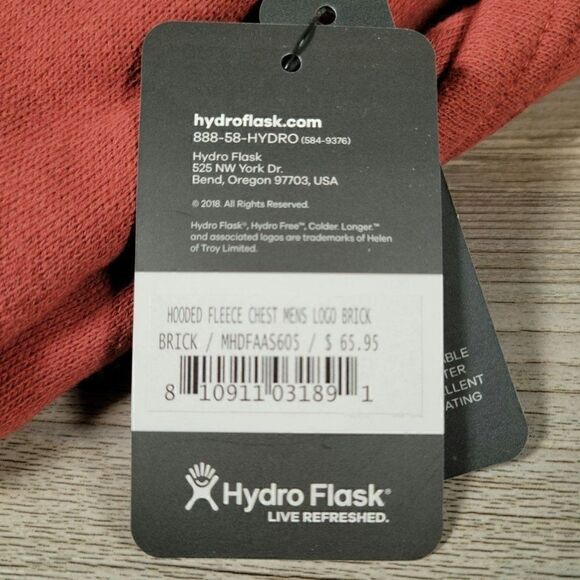 hydroflask.com
888-58-HYDRO (584-9376)
Hydro Flask
525 NW York Dr.
Bend, Oregon 97703, USA
© 2018. All Rights Reserved.
Hydro Flask®, Hydro Free™, Colder. Longer.™
and associated logos are trademarks of Helen
of Troy Limited.
HOODED FLEECE CHEST MENS LOGO BRICK
BRICK / MHDFAAS605 / $ 65.95
8 10911 03189 1
Hydro Flask®
LIVE REFRESHED.
ABLE
TER
ELLENT
ATING